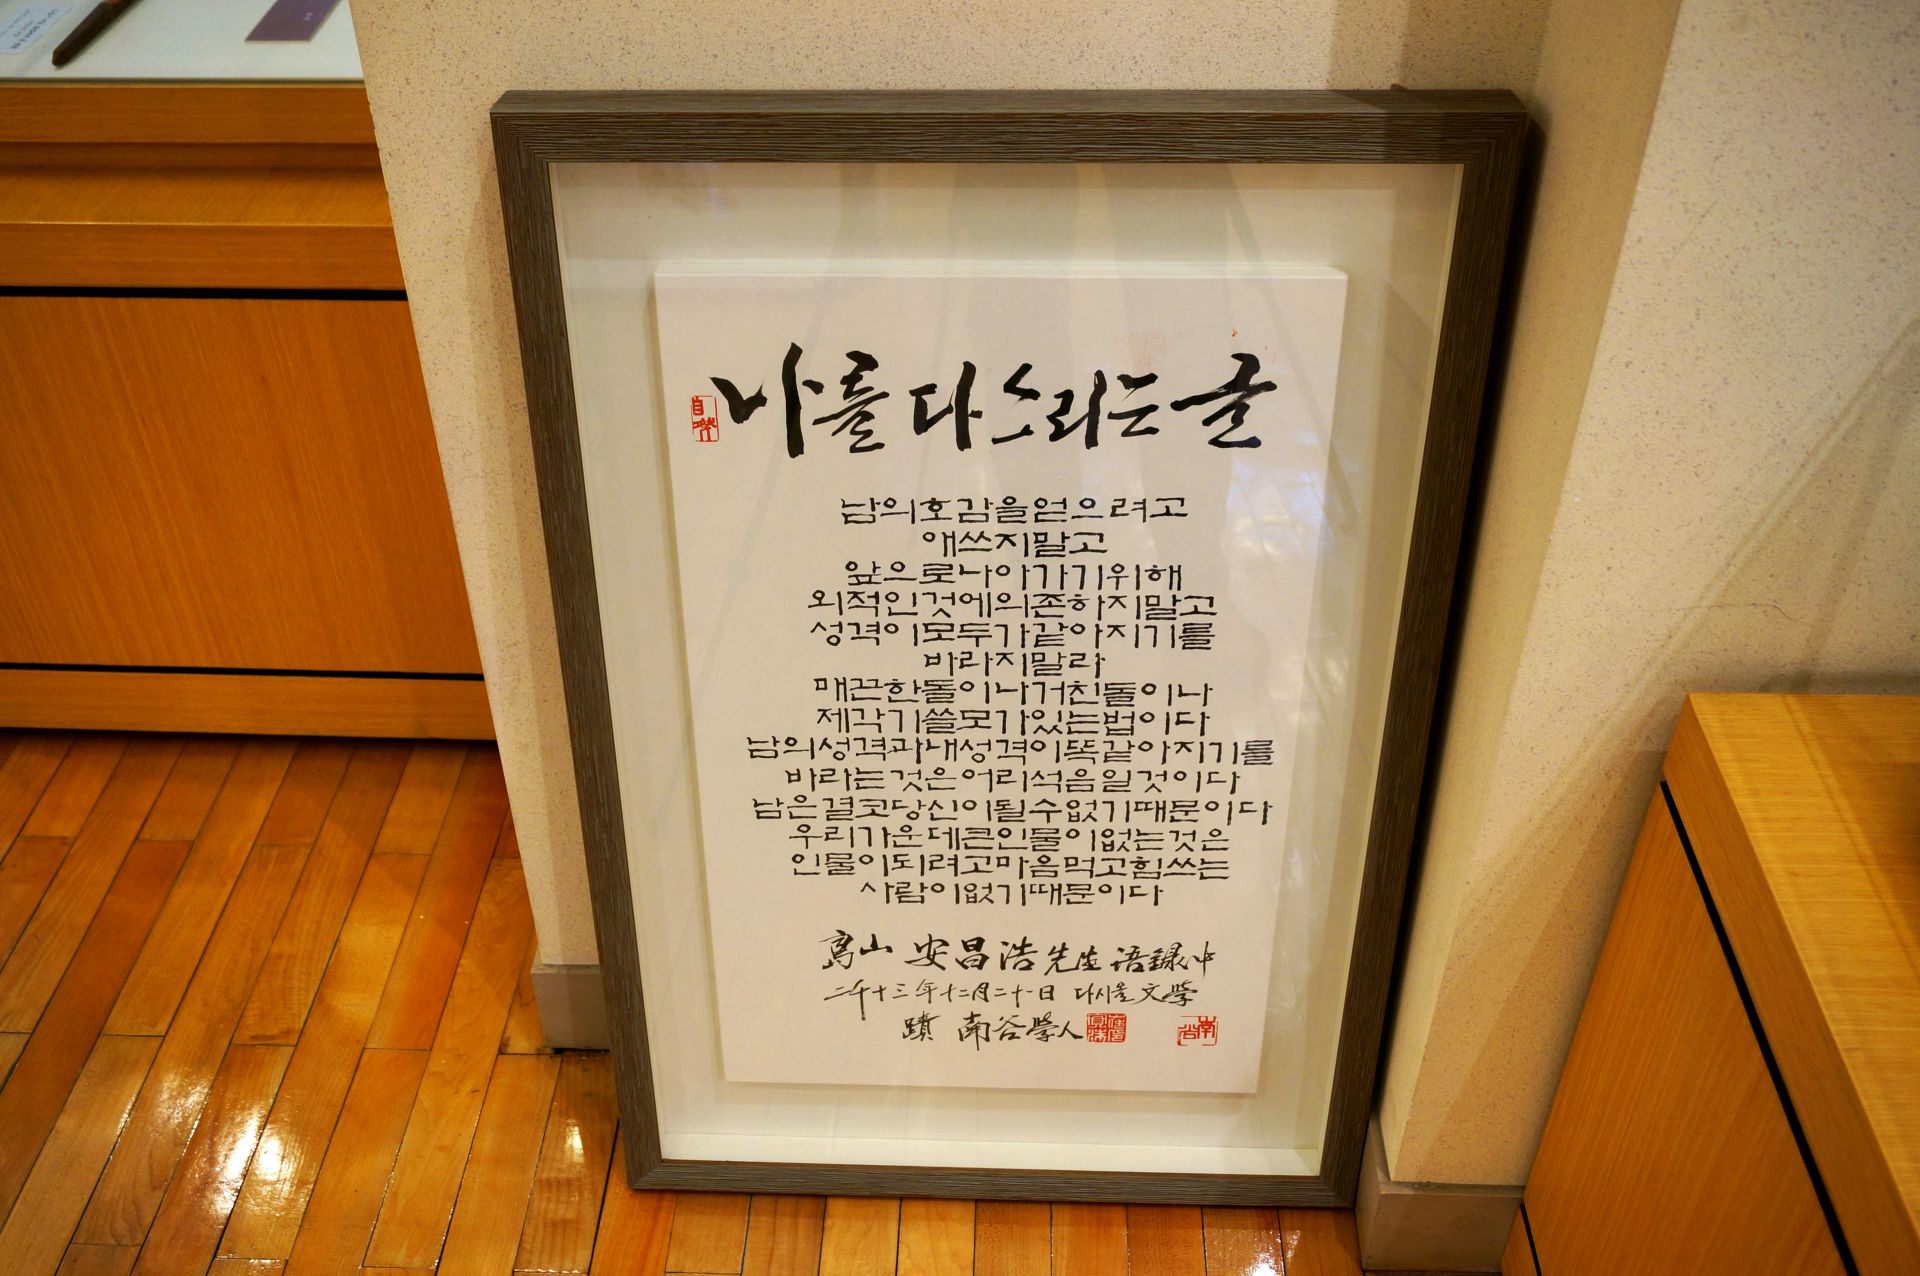 自然
나를 다스리는 글
남의호감을얻으려고
애쓰지말고
앞으로나아가기위해
외적인것에의존하지말고
성격이모두가같아지기를
바라지말라
매끈한돌이나거친돌이나
제각기쓸모가있는법이다
남의성격과내성격이똑같아지기를
바라는것은어리석음일것이다
남은결코당신이될수없기때문이다
우리가운데큰인물이없는것은
인물이되려고마음먹고힘쓰는
사람이없기때문이다
島山 安昌浩 先生 語錄中
二千十三年十二月二十一日 다시올文學
蹟 南谷學人
南谷